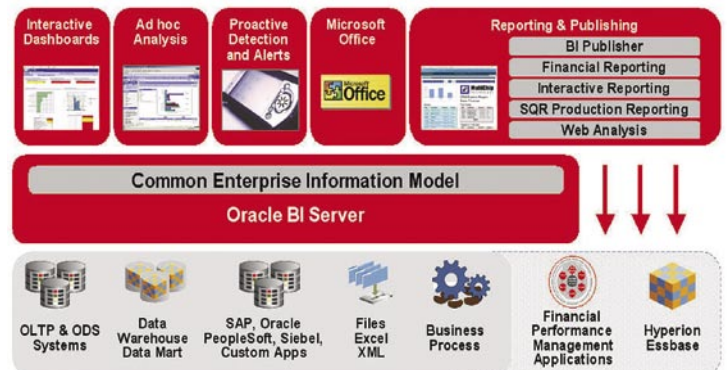 Interactive
Dashboards
Ad hoc
Analysis
Proactive
Detection
and Alerts
Microsoft
Office
Microsoft
Office
Reporting & Publishing
BI Publisher
Financial Reporting
Interactive Reporting
SQR Production Reporting
Web Analysis
Common Enterprise Information Model
Oracle BI Server
OLTP & ODS
Systems
Data
Warehouse
Data Mart
SAP, Oracle
PeopleSoft, Siebel,
Custom Apps
Files
Excel
XML
Business
Process
Financial
Performance
Management
Applications
Hyperion
Essbase